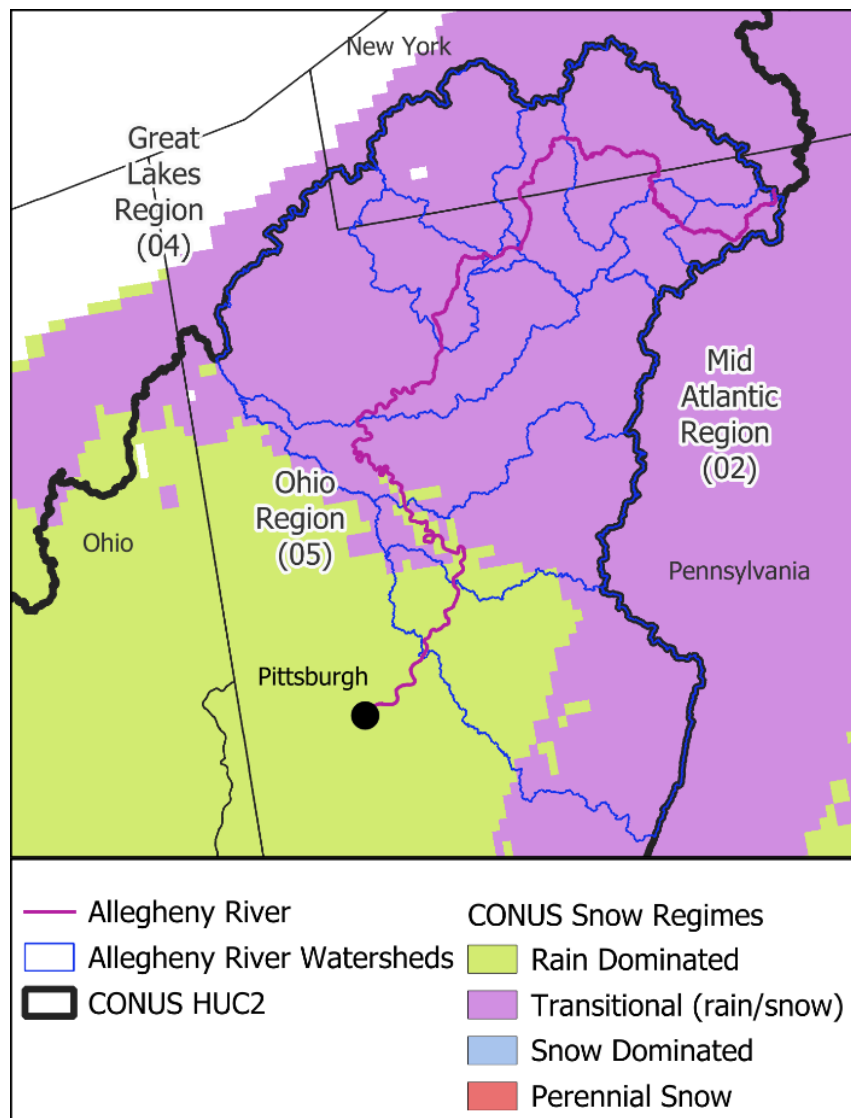 New York
Great
Lakes
Region
(04)
Mid
Atlantic
Region
(02)
Ohio
Region
(05)
Ohio
Pennsylvania
Pittsburgh
Allegheny River
Allegheny River Watersheds
CONUS HUC2
CONUS Snow Regimes
Rain Dominated
Transitional (rain/snow)
Snow Dominated
Perennial Snow